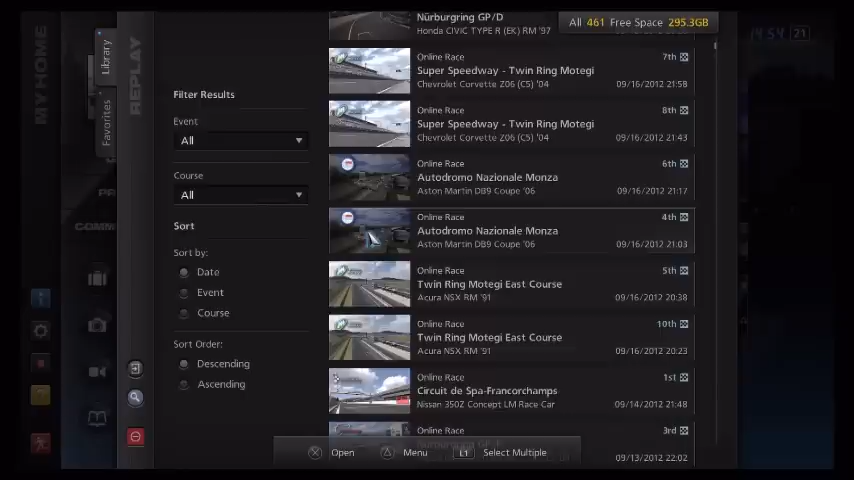 Nürburgring GP/D
Honda CIVIC TYPE R (EK) RM '97
All 461 Free Space 295.3GB
14:54 21
MY HOME
Library
Favorites
REPLAY
Filter Results
Event
All
Course
All
Sort
Sort by:
Date
Event
Course
Sort Order:
Descending
Ascending
Online Race 7th
Super Speedway - Twin Ring Motegi
Chevrolet Corvette Z06 (C5) '04 09/16/2012 21:58
Online Race 8th
Super Speedway - Twin Ring Motegi
Chevrolet Corvette Z06 (C5) '04 09/16/2012 21:43
Online Race 6th
Autodromo Nazionale Monza
Aston Martin DB9 Coupe '06 09/16/2012 21:17
Online Race 4th
Autodromo Nazionale Monza
Aston Martin DB9 Coupe '06 09/16/2012 21:03
Online Race 5th
Twin Ring Motegi East Course
Acura NSX RM '91 09/16/2012 20:38
Online Race 10th
Twin Ring Motegi East Course
Acura NSX RM '91 09/16/2012 20:23
Online Race 1st
Circuit de Spa-Francorchamps
Nissan 350Z Concept LM Race Car 09/14/2012 21:48
Online Race 3rd
09/13/2012 22:02
Open Menu L1 Select Multiple
PR
COMM